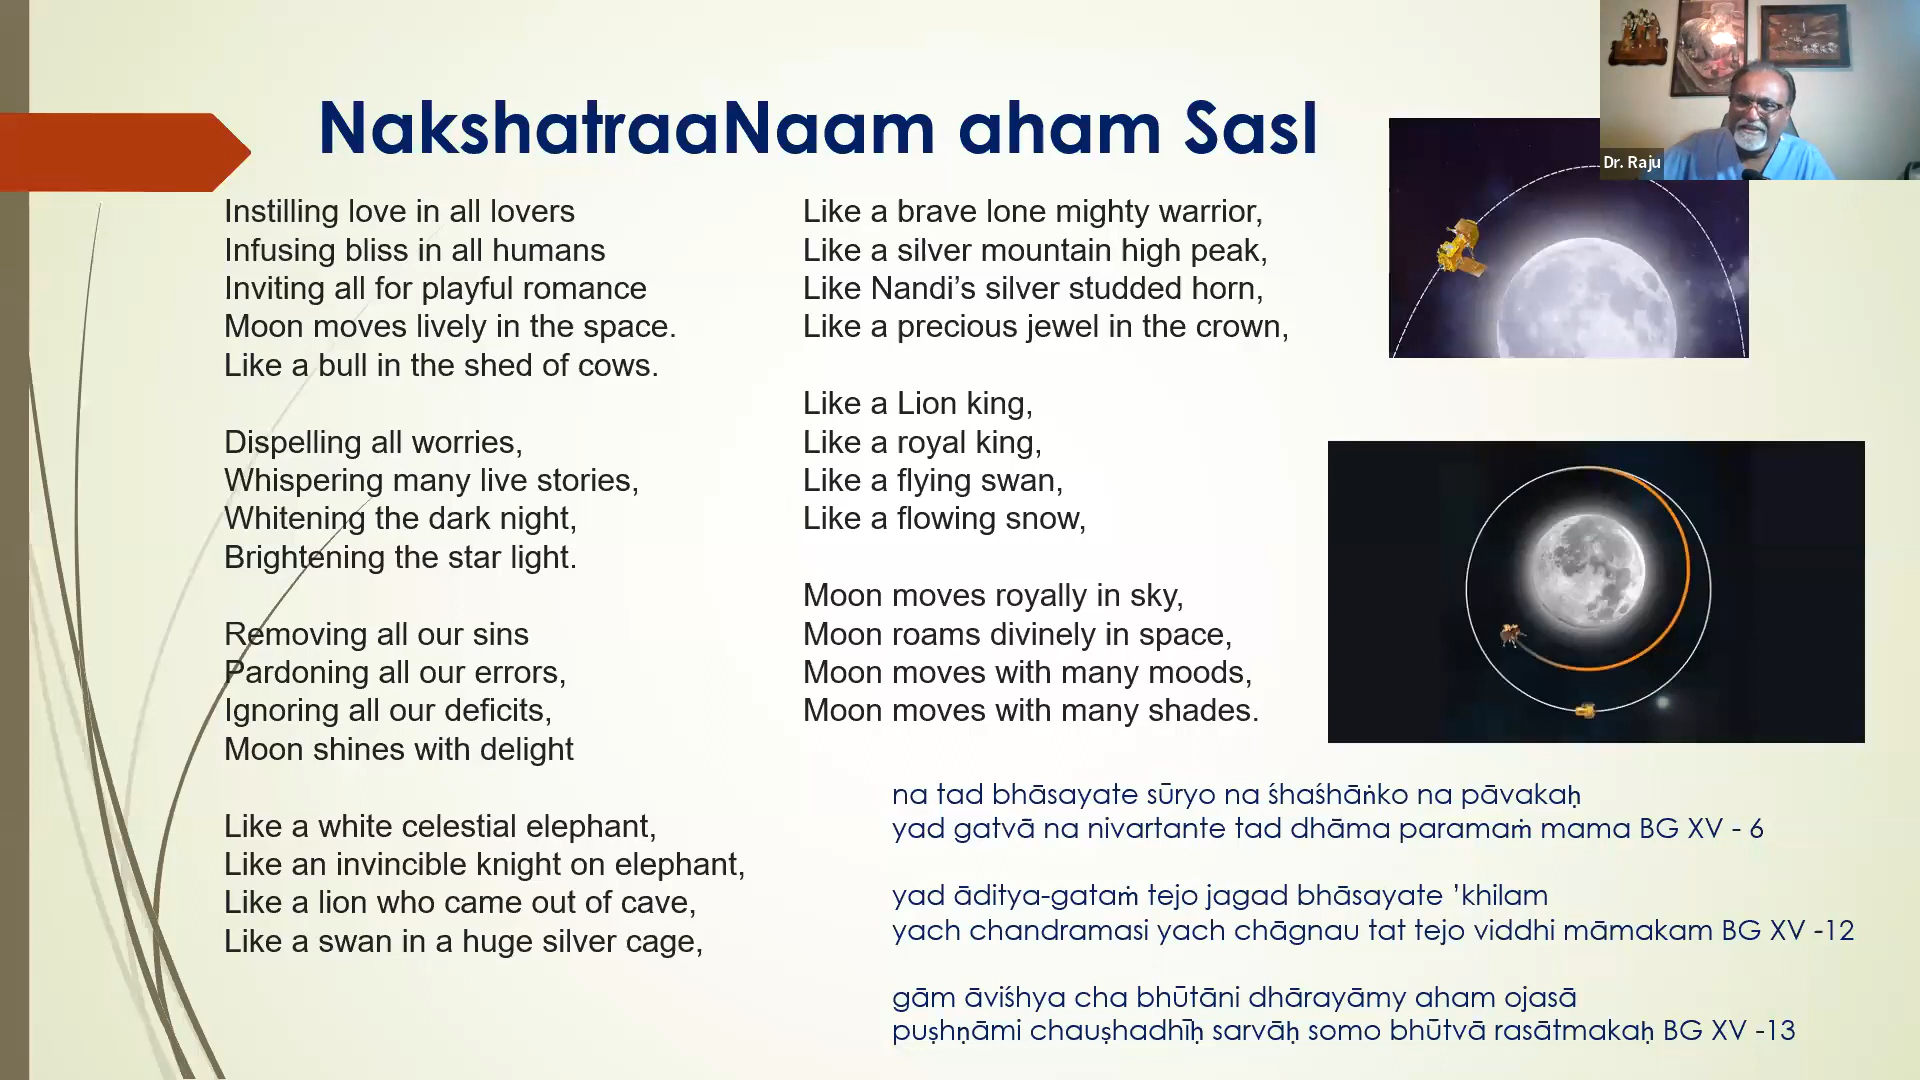 NakshatraaNaam aham SasI
Instilling love in all lovers
Infusing bliss in all humans
Inviting all for playful romance
Moon moves lively in the space.
Like a bull in the shed of cows.
Dispelling all worries,
Whispering many live stories,
Whitening the dark night,
Brightening the star light.
Removing all our sins
Pardoning all our errors,
Ignoring all our deficits,
Moon shines with delight
Like a white celestial elephant,
Like an invincible knight on elephant,
Like a lion who came out of cave,
Like a swan in a huge silver cage,
Like a brave lone mighty warrior,
Like a silver mountain high peak,
Like Nandi’s silver studded horn,
Like a precious jewel in the crown,
Like a Lion king,
Like a royal king,
Like a flying swan,
Like a flowing snow,
Moon moves royally in sky,
Moon roams divinely in space,
Moon moves with many moods,
Moon moves with many shades.
na tad bhāsayate sūryo na śhaśhāṅko na pāvakaḥ
yad gatvā na nivartante tad dhāma paramaṁ mama BG XV - 6
yad āditya-gataṁ tejo jagad bhāsayate ’khilam
yach chandramasi yach chāgnau tat tejo viddhi māmakam BG XV -12
gām āviśhya cha bhūtāni dhārayāmy aham ojasā
puṣhṇāmi chauṣhadhīḥ sarvāḥ somo bhūtvā rasātmakaḥ BG XV -13
Dr. Raju